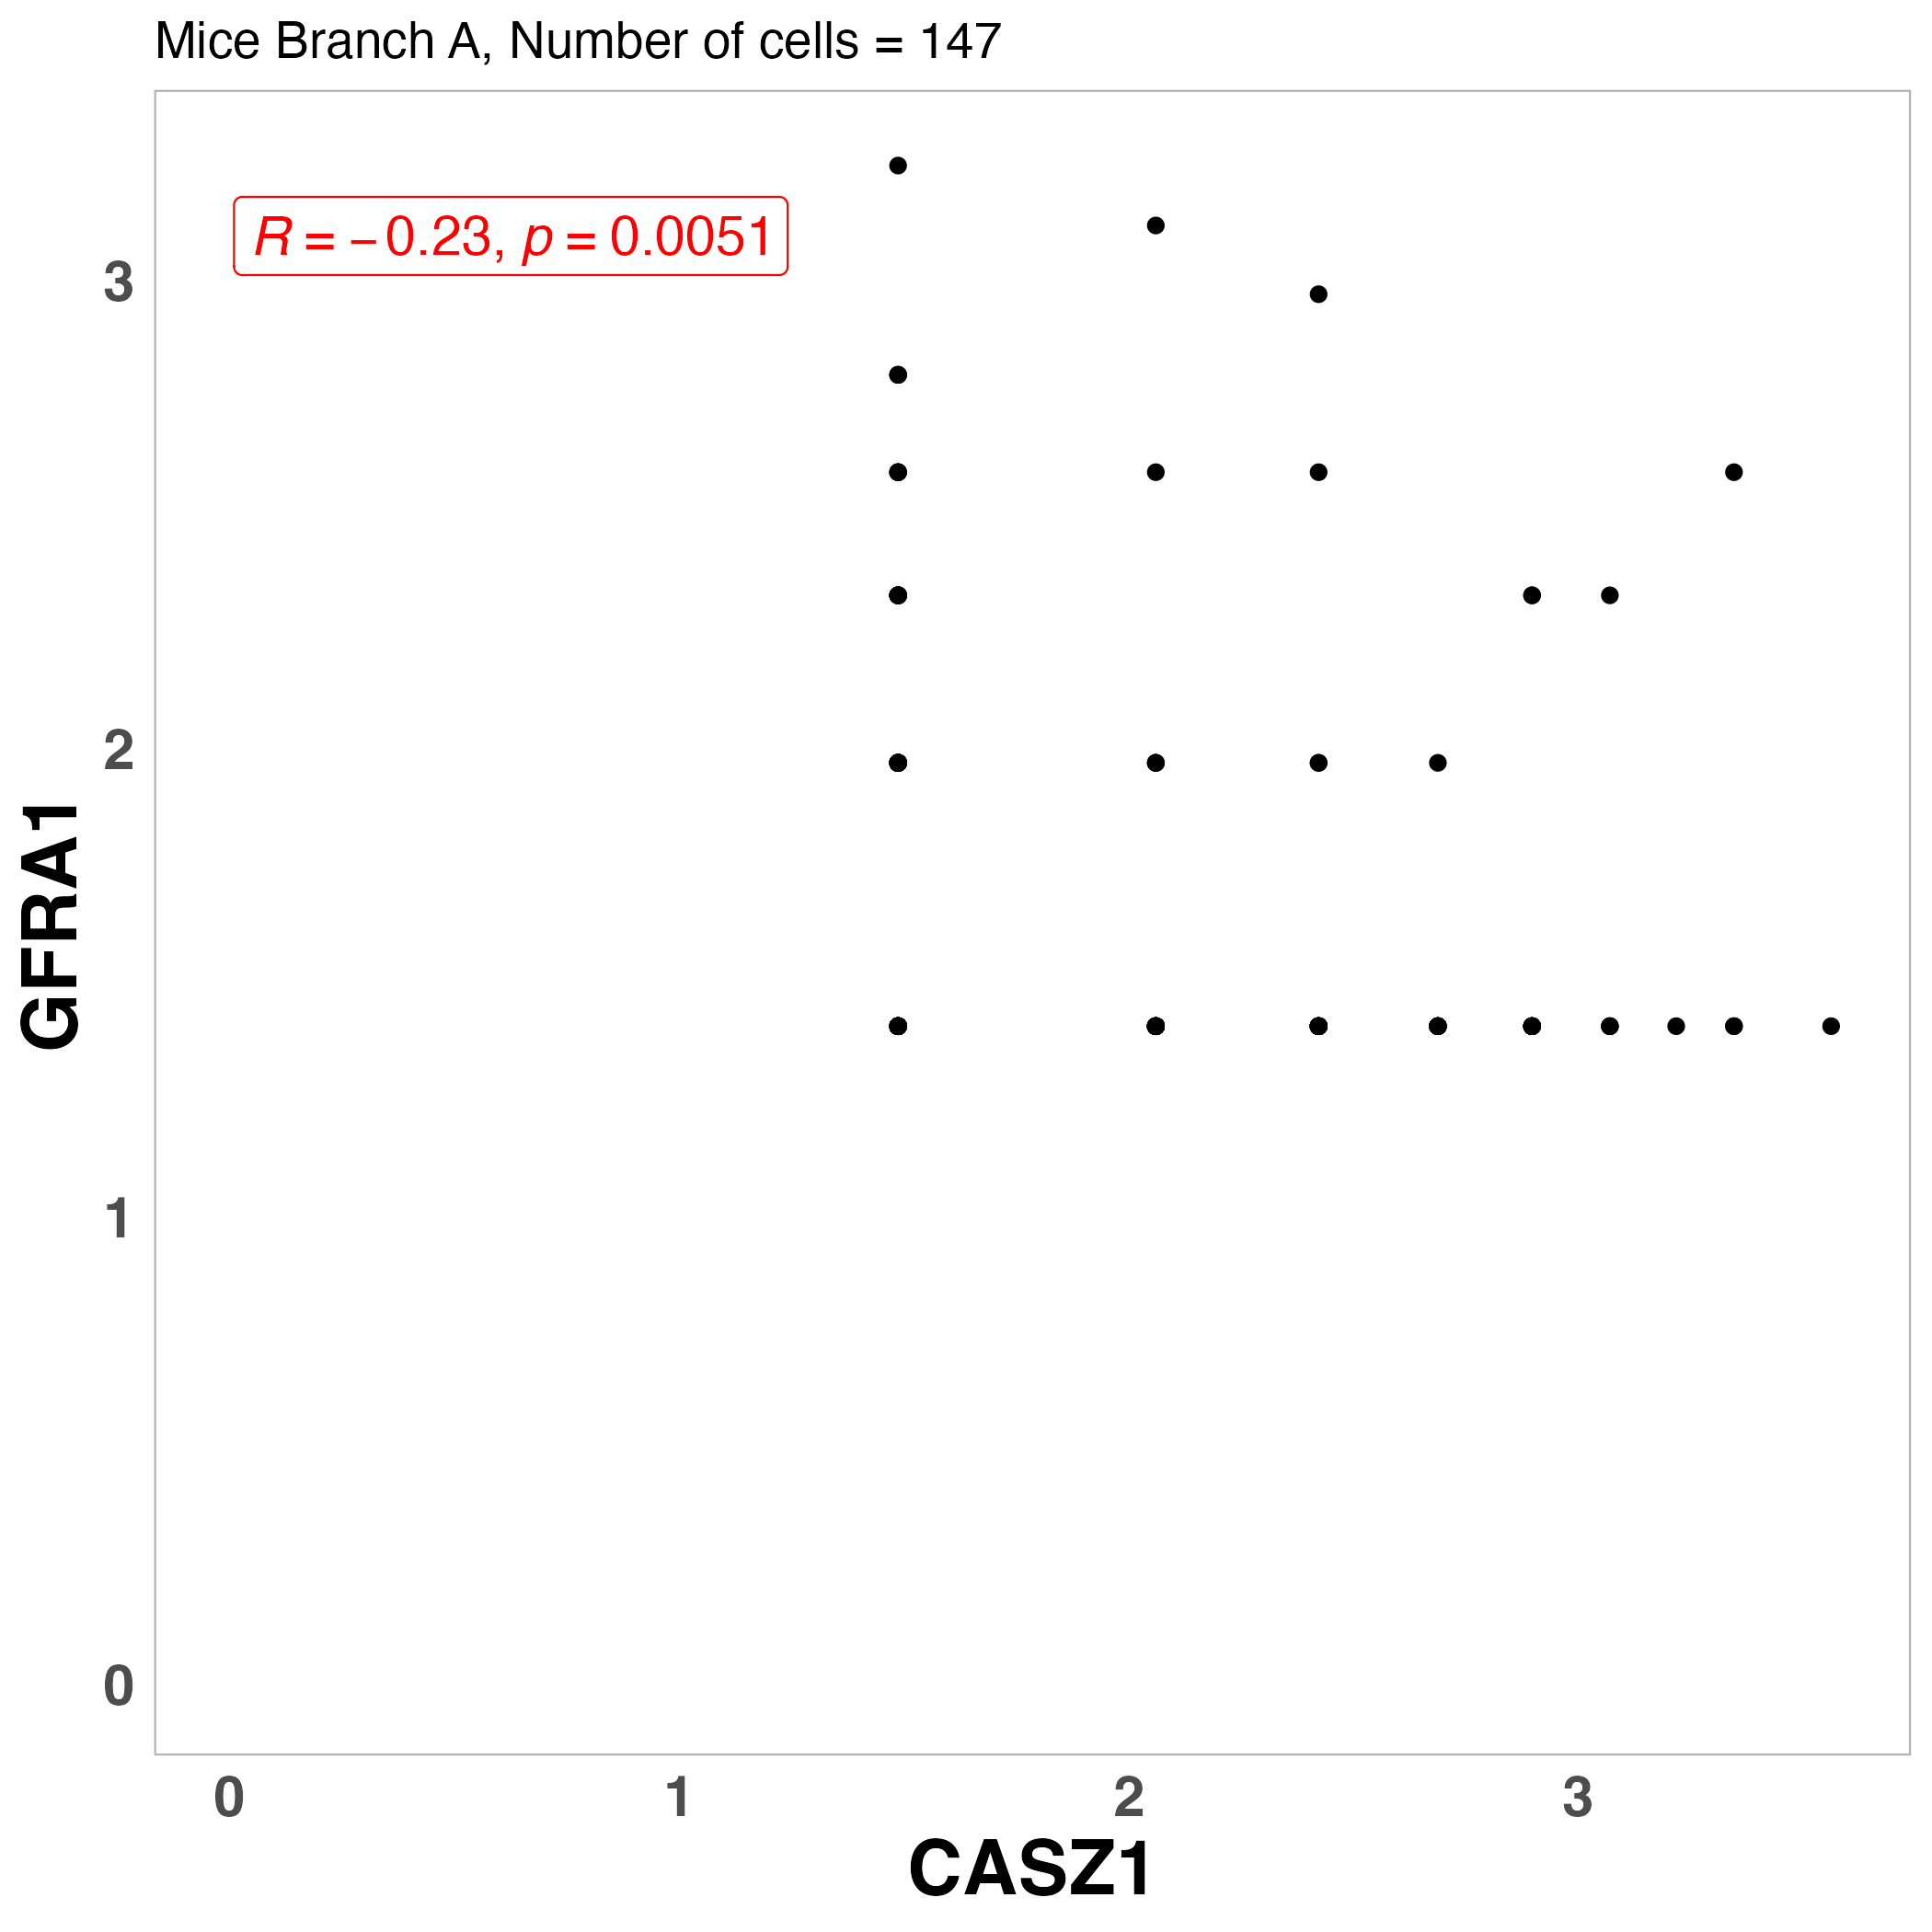 Mice Branch A, Number of cells = 147
R = −0.23, p = 0.0051
3
2
1
0
GFRA1
0 1 2 3
CASZ1